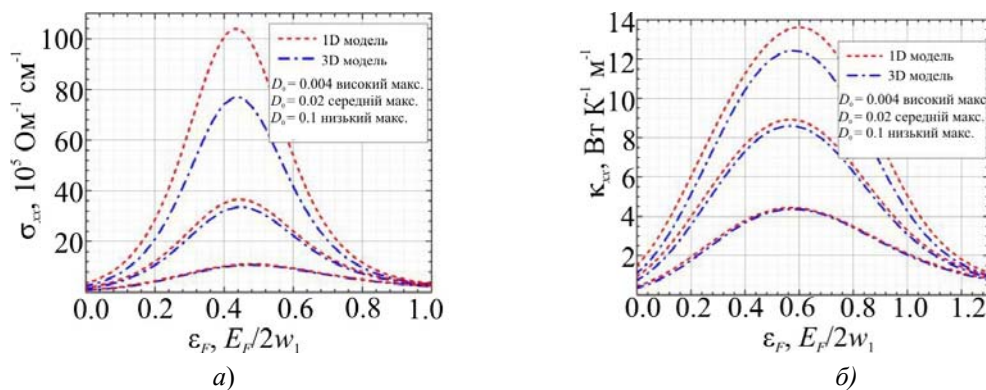 σxx, 10⁵ Ом⁻¹ см⁻¹
100
80
60
40
20
1D модель
3D модель
D₀ = 0.004 високий макс.
D₀ = 0.02 середній макс.
D₀ = 0.1 низький макс.
0.0 0.2 0.4 0.6 0.8 1.0
εF, EF/2w₁
а)
κxx, Вт К⁻¹ м⁻¹
14
12
10
8
6
4
2
1D модель
3D модель
D₀ = 0.004 високий макс.
D₀ = 0.02 середній макс.
D₀ = 0.1 низький макс.
0.0 0.2 0.4 0.6 0.8 1.0 1.2
εF, EF/2w₁
б)